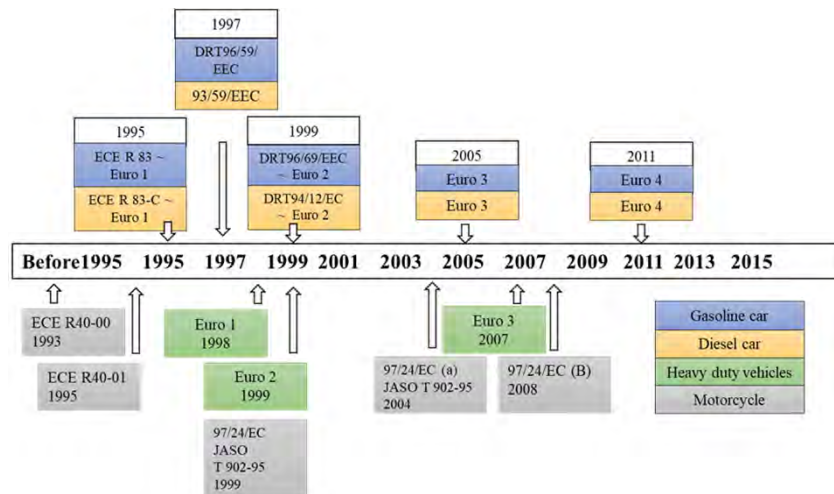 1997
DRT96/59/
EEC
93/59/EEC
1995
ECE R 83 ~
Euro 1
ECE R 83-C ~
Euro 1
1999
DRT96/69/EEC
~ Euro 2
DRT94/12/EC
~ Euro 2
2005
Euro 3
Euro 3
2011
Euro 4
Euro 4
Before1995 1995 1997 1999 2001 2003 2005 2007 2009 2011 2013 2015
ECE R40-00
1993
ECE R40-01
1995
Euro 1
1998
Euro 2
1999
97/24/EC
JASO
T 902-95
1999
97/24/EC (a)
JASO T 902-95
2004
Euro 3
2007
97/24/EC (B)
2008
Gasoline car
Diesel car
Heavy duty vehicles
Motorcycle